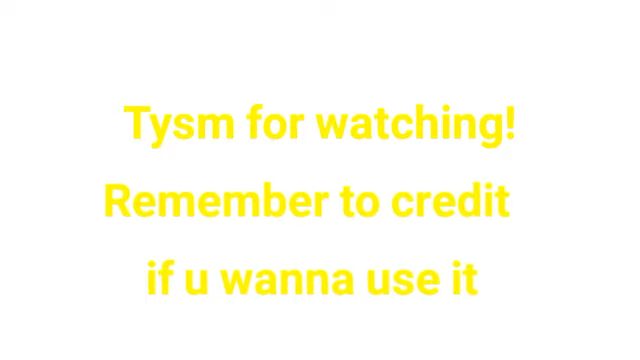 Tysm for watching!
Remember to credit
if u wanna use it